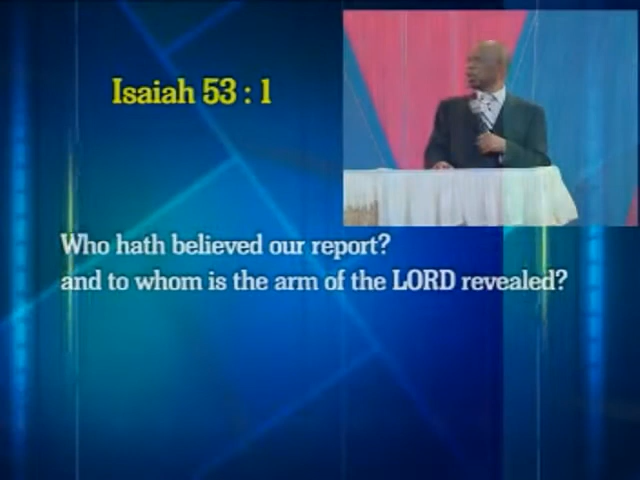 Isaiah 53 : 1
Who hath believed our report?
and to whom is the arm of the LORD revealed?